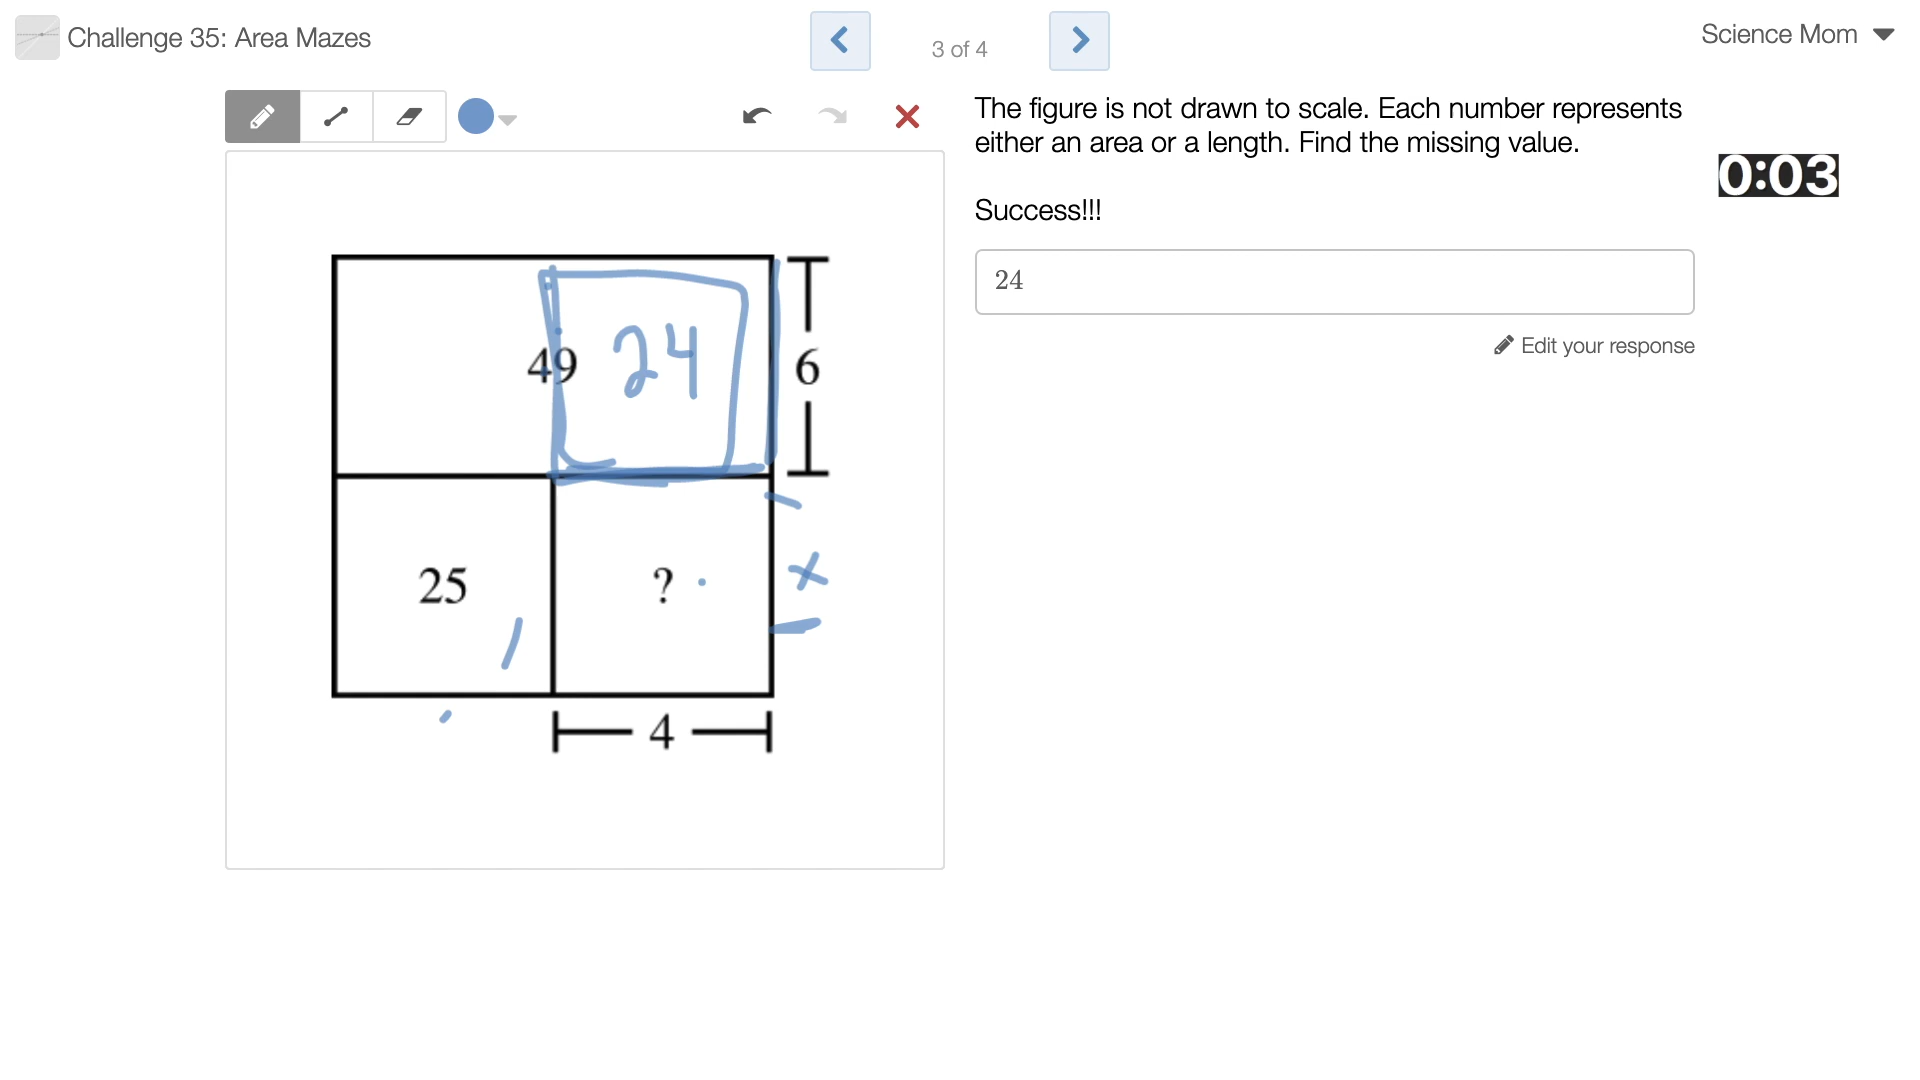 Challenge 35: Area Mazes
3 of 4
Science Mom
The figure is not drawn to scale. Each number represents
either an area or a length. Find the missing value.
0:03
Success!!!
24
Edit your response
49
24
6
25
?
x
4